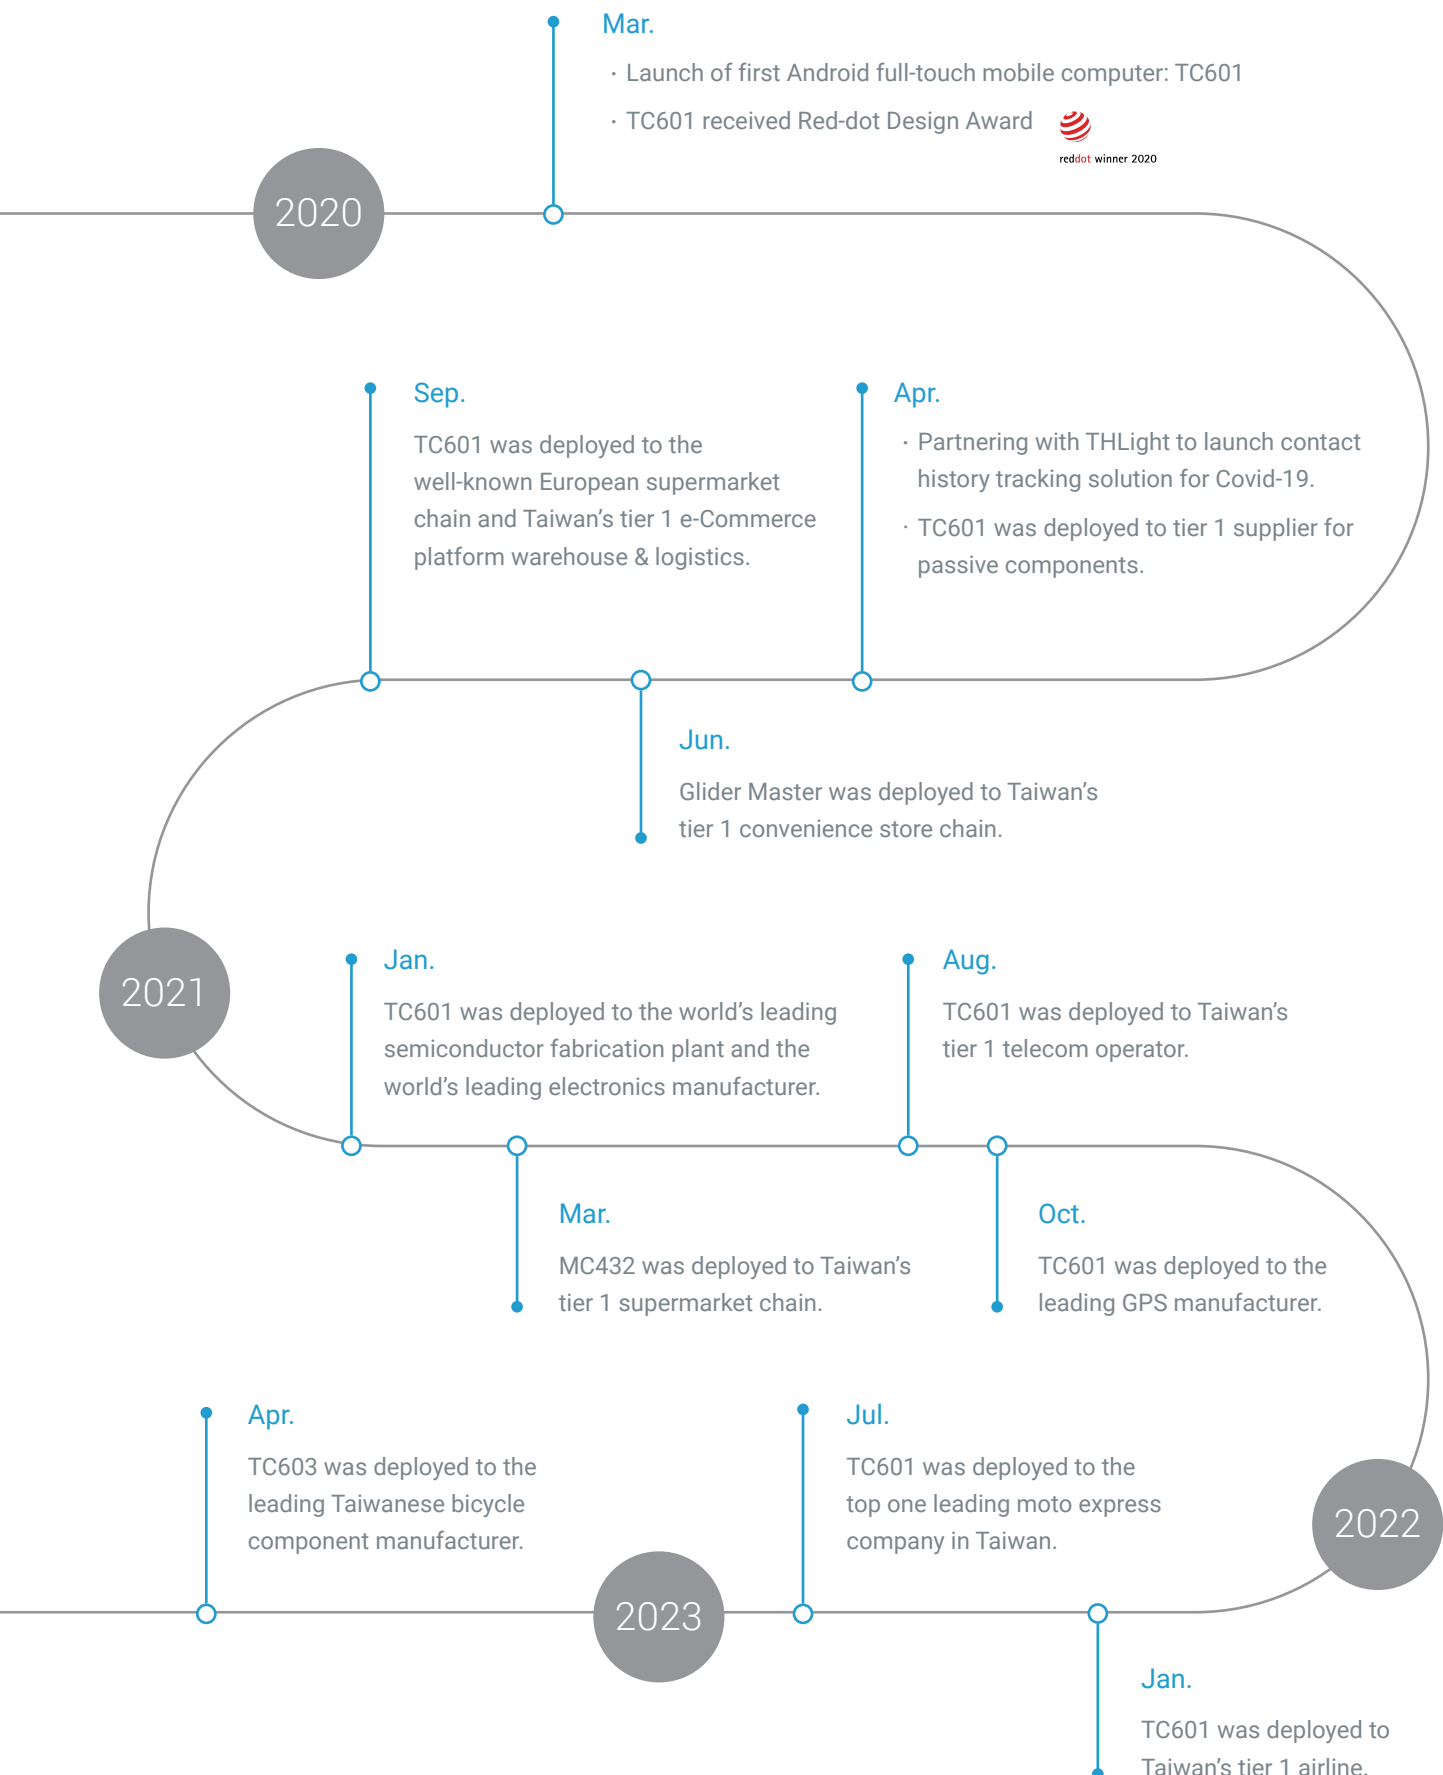 Mar.
· Launch of first Android full-touch mobile computer: TC601
· TC601 received Red-dot Design Award
reddot winner 2020
2020
Apr.
· Partnering with THLight to launch contact
history tracking solution for Covid-19.
· TC601 was deployed to tier 1 supplier for
passive components.
Jun.
Glider Master was deployed to Taiwan’s
tier 1 convenience store chain.
Sep.
TC601 was deployed to the
well-known European supermarket
chain and Taiwan’s tier 1 e-Commerce
platform warehouse & logistics.
2021
Jan.
TC601 was deployed to the world’s leading
semiconductor fabrication plant and the
world’s leading electronics manufacturer.
Mar.
MC432 was deployed to Taiwan’s
tier 1 supermarket chain.
Aug.
TC601 was deployed to Taiwan’s
tier 1 telecom operator.
Oct.
TC601 was deployed to the
leading GPS manufacturer.
2022
Jan.
TC601 was deployed to
Taiwan’s tier 1 airline.
Jul.
TC601 was deployed to the
top one leading moto express
company in Taiwan.
2023
Apr.
TC603 was deployed to the
leading Taiwanese bicycle
component manufacturer.